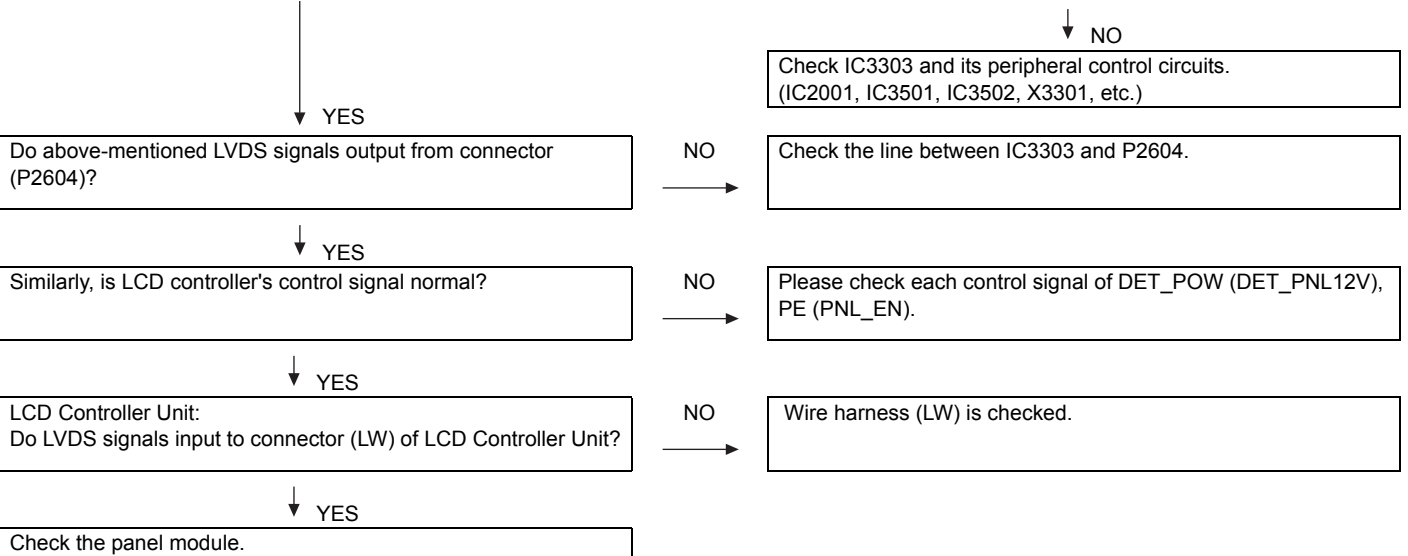 NO
Check IC3303 and its peripheral control circuits.
(IC2001, IC3501, IC3502, X3301, etc.)
YES
Do above-mentioned LVDS signals output from connector
(P2604)?
NO
Check the line between IC3303 and P2604.
YES
Similarly, is LCD controller's control signal normal?
NO
Please check each control signal of DET_POW (DET_PNL12V),
PE (PNL_EN).
YES
LCD Controller Unit:
Do LVDS signals input to connector (LW) of LCD Controller Unit?
NO
Wire harness (LW) is checked.
YES
Check the panel module.